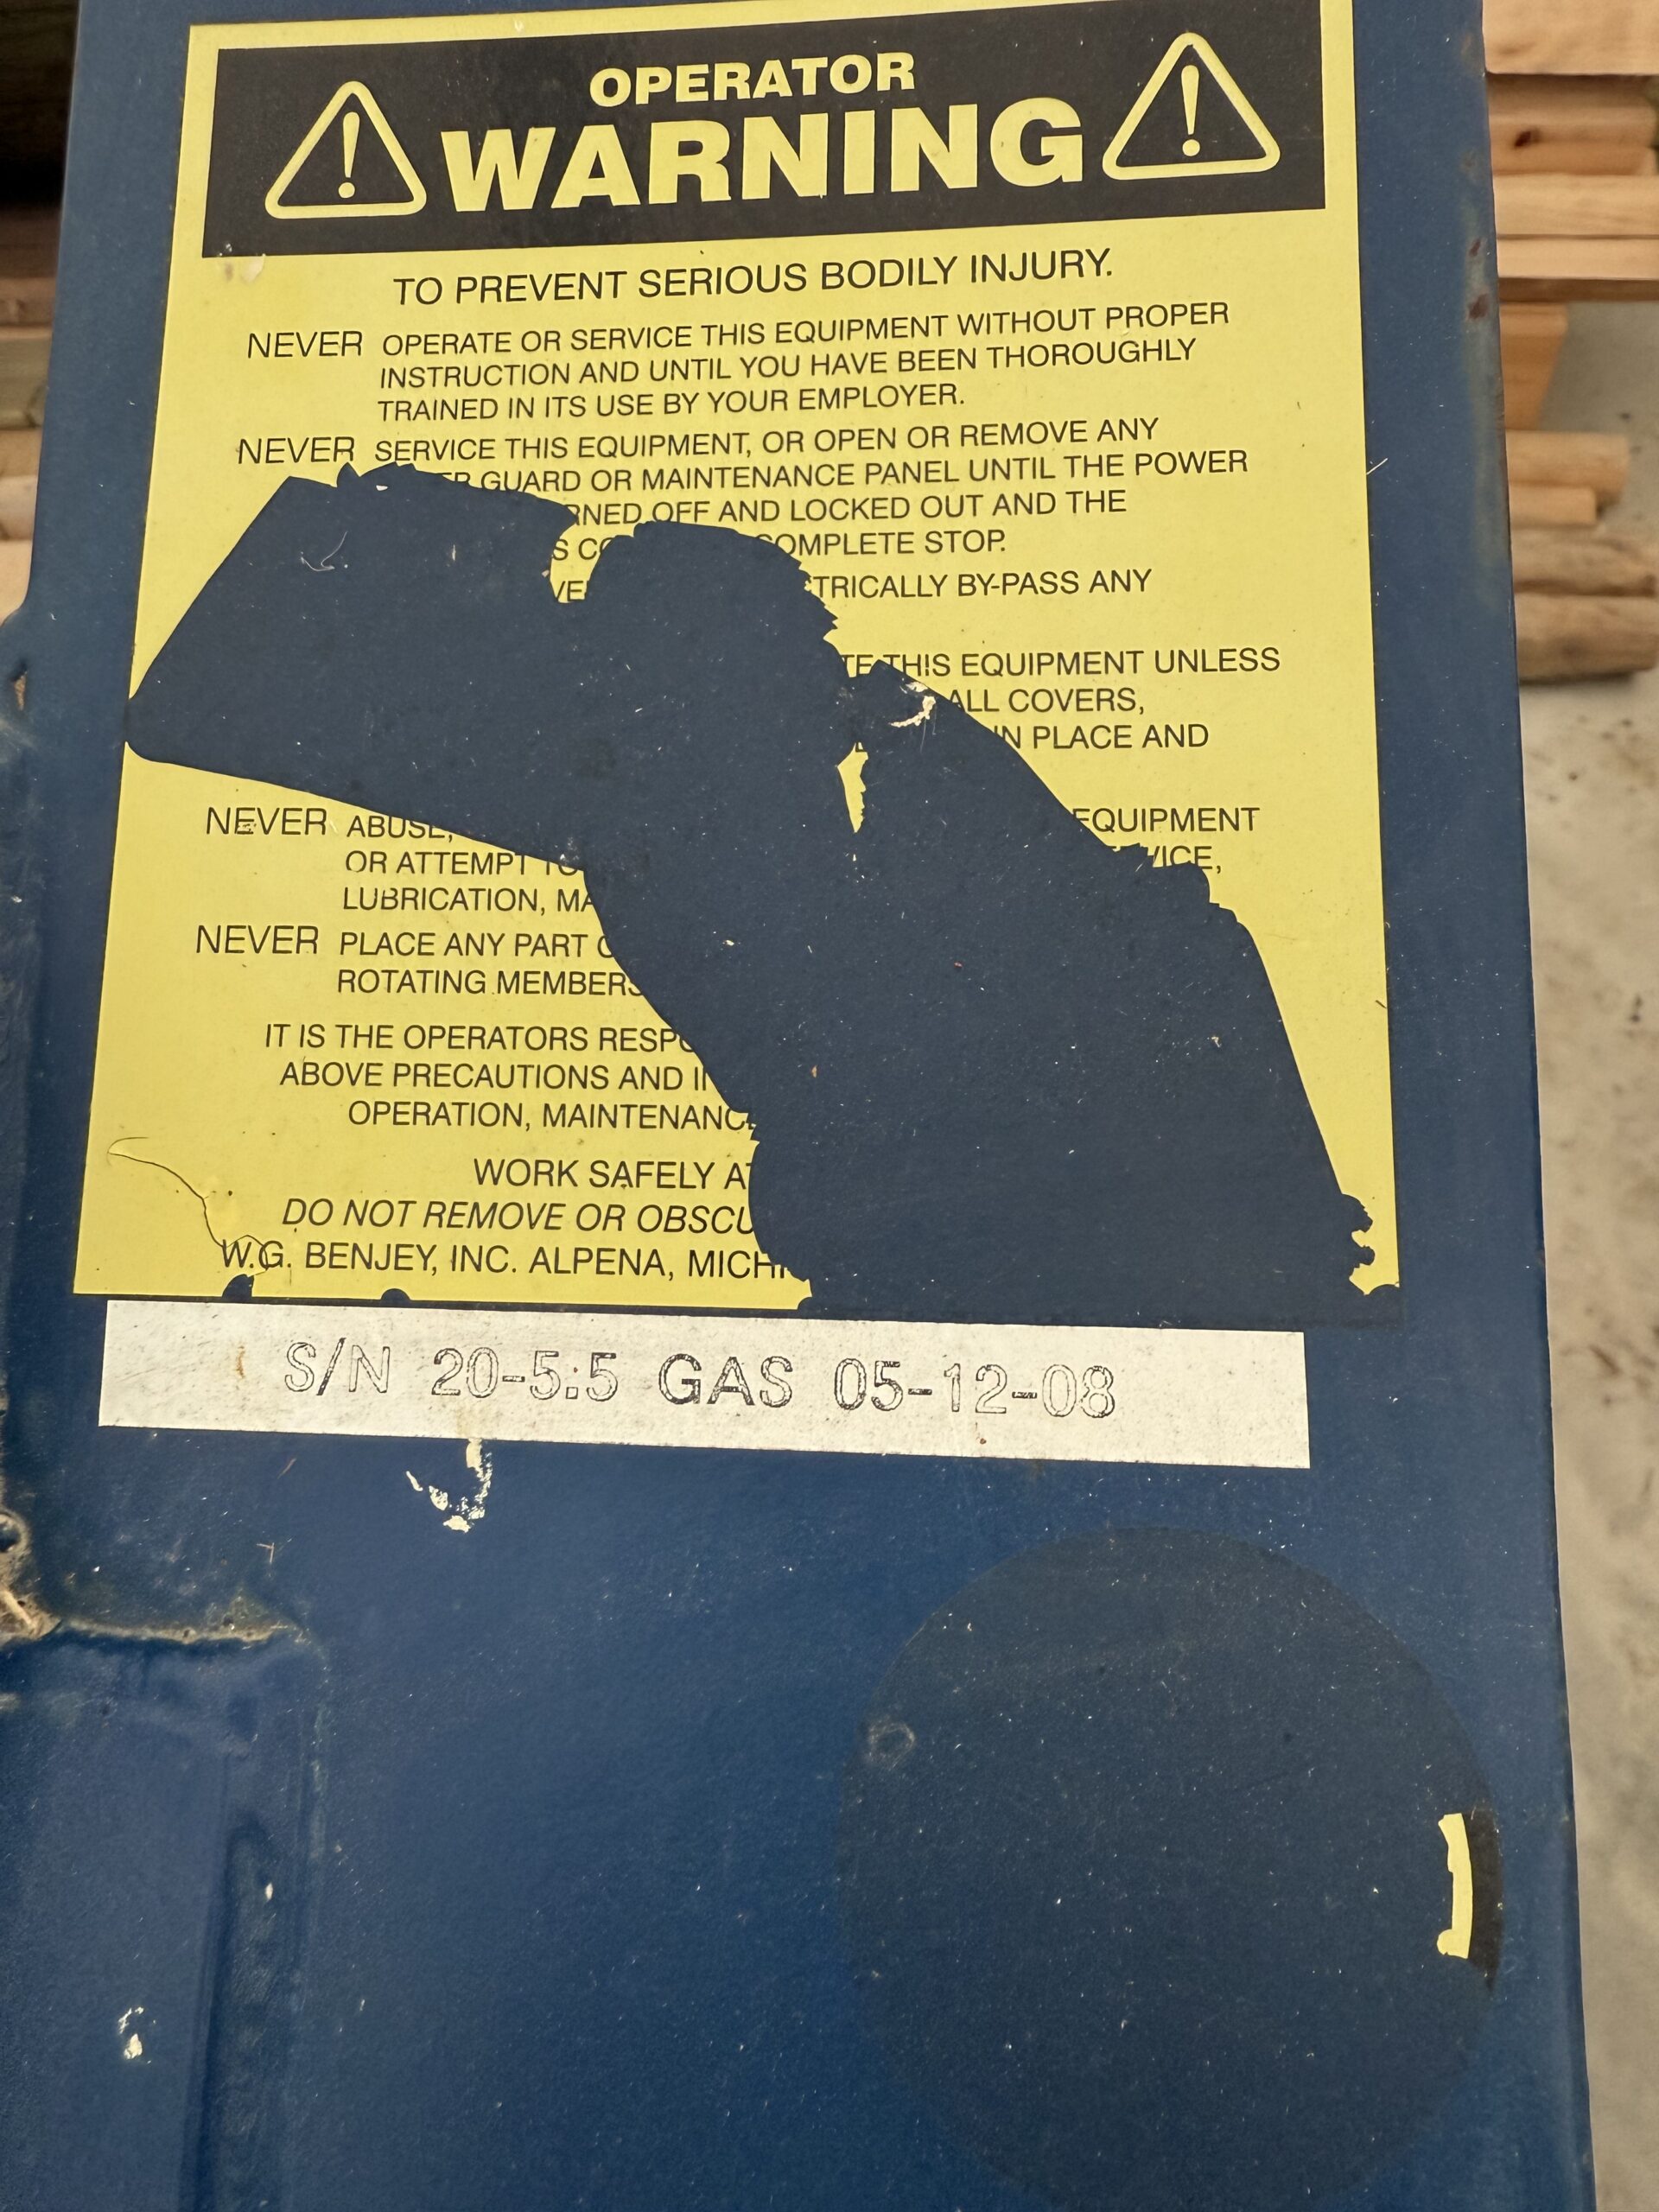 OPERATOR
WARNING
TO PREVENT SERIOUS BODILY INJURY.
NEVER OPERATE OR SERVICE THIS EQUIPMENT WITHOUT PROPER
INSTRUCTION AND UNTIL YOU HAVE BEEN THOROUGHLY
TRAINED IN ITS USE BY YOUR EMPLOYER.
NEVER SERVICE THIS EQUIPMENT, OR OPEN OR REMOVE ANY
GUARD OR MAINTENANCE PANEL UNTIL THE POWER
OFF AND LOCKED OUT AND THE
COMPLETE STOP.
BY-PASS ANY
THIS EQUIPMENT UNLESS
ALL COVERS,
IN PLACE AND
NEVER ABUSE, EQUIPMENT
OR ATTEMPT TO
LUBRICATION,
NEVER PLACE ANY PART
ROTATING MEMBERS
IT IS THE OPERATORS
ABOVE PRECAUTIONS AND
OPERATION, MAINTENANCE
WORK SAFELY
DO NOT REMOVE OR
W.G. BENJEY, INC. ALPENA,
S/N 20-5.5 GAS 05-12-08